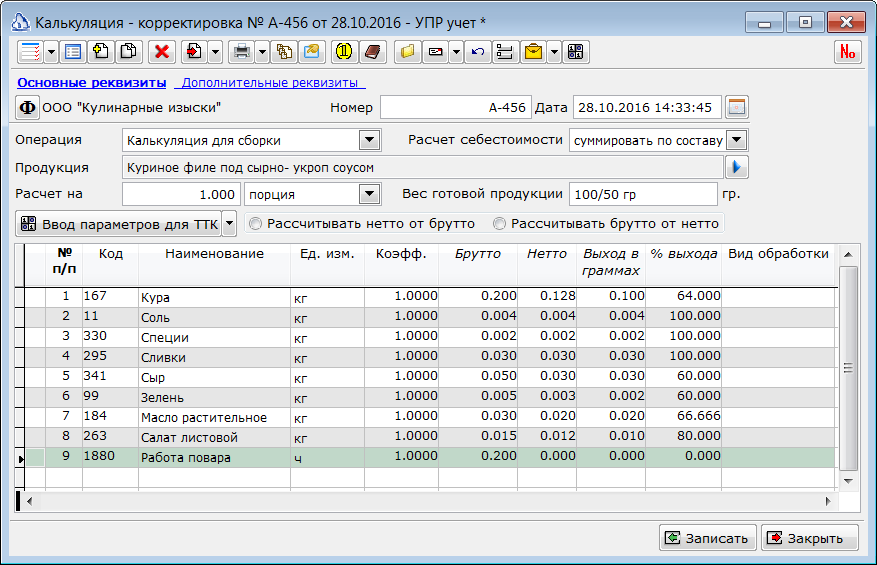 Калькуляция - корректировка № А-456 от 28.10.2016 - УПР учет *
No
Основные реквизиты Дополнительные реквизиты
Ф ООО "Кулинарные изыски" Номер А-456 Дата 28.10.2016 14:33:45
Операция Калькуляция для сборки Расчет себестоимости суммировать по составу
Продукция Куриное филе под сырно- укроп соусом
Расчет на 1.000 порция Вес готовой продукции 100/50 гр гр.
Ввод параметров для ТТК Рассчитывать нетто от брутто Рассчитывать брутто от нетто
№ п/п Код Наименование Ед. изм. Коэфф. Брутто Нетто Выход в граммах % выхода Вид обработки
1 167 Кура кг 1.0000 0.200 0.128 0.100 64.000
2 11 Соль кг 1.0000 0.004 0.004 0.004 100.000
3 330 Специи кг 1.0000 0.002 0.002 0.002 100.000
4 295 Сливки кг 1.0000 0.030 0.030 0.030 100.000
5 341 Сыр кг 1.0000 0.050 0.030 0.030 60.000
6 99 Зелень кг 1.0000 0.005 0.003 0.002 60.000
7 184 Масло растительное кг 1.0000 0.030 0.020 0.020 66.666
8 263 Салат листовой кг 1.0000 0.015 0.012 0.010 80.000
9 1880 Работа повара ч 1.0000 0.200 0.000 0.000 0.000
Записать Закрыть